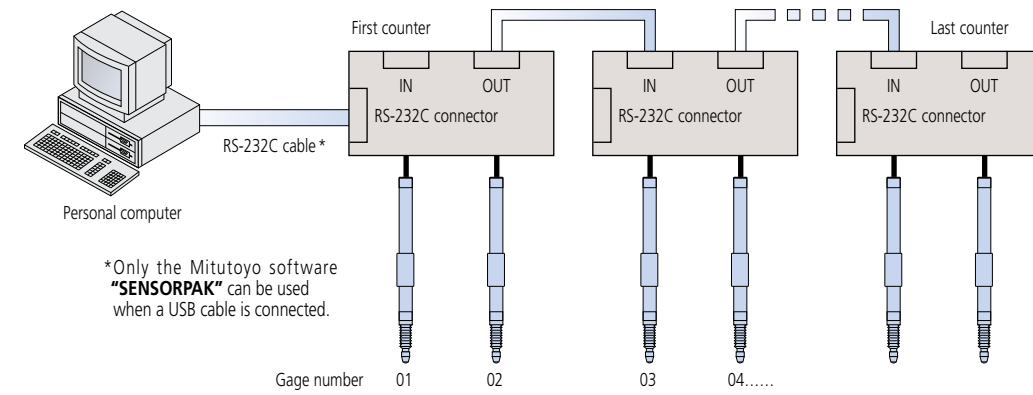 First counter
Last counter
IN OUT
IN OUT
IN OUT
RS-232C connector
RS-232C connector
RS-232C connector
RS-232C cable *
Personal computer
*Only the Mitutoyo software
“SENSORPAK” can be used
when a USB cable is connected.
Gage number 01 02 03 04......